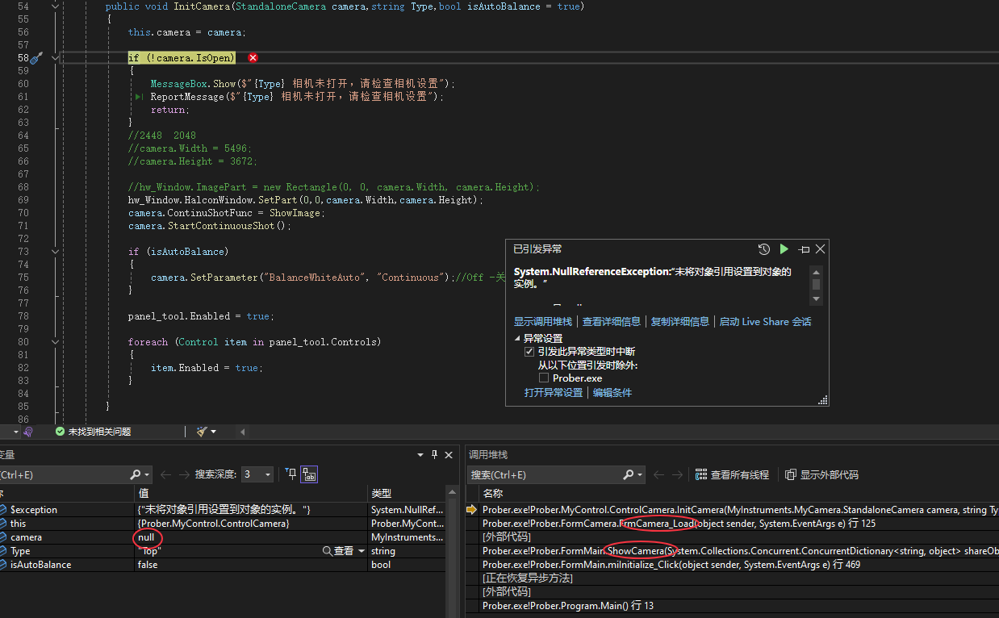 54 public void InitCamera(StandaloneCamera camera,string Type,bool isAutoBalance = true)
55 {
56 this.camera = camera;
57
58 if (!camera.IsOpen)
59 {
60 MessageBox.Show($"{Type} 相机未打开，请检查相机设置");
61 ReportMessage($"{Type} 相机未打开，请检查相机设置");
62 return;
63 }
64 //2448  2048
65 //camera.Width = 5496;
66 //camera.Height = 3672;
67
68 //hw_Window.ImagePart = new Rectangle(0, 0, camera.Width, camera.Height);
69 hw_Window.HalconWindow.SetPart(0,0,camera.Width,camera.Height);
70 camera.ContinuShotFunc = ShowImage;
71 camera.StartContinuousShot();
72
73 if (isAutoBalance)
74 {
75 camera.SetParameter("BalanceWhiteAuto", "Continuous");//Off -关
76 }
77
78 panel_tool.Enabled = true;
79
80 foreach (Control item in panel_tool.Controls)
81 {
82 item.Enabled = true;
83 }
84
85 }
86
已引发异常
System.NullReferenceException:“未将对象引用设置到对象的
实例。”
显示调用堆栈 | 查看详细信息 | 复制详细信息 | 启动 Live Share 会话
异常设置
引发此异常类型时中断
从以下位置引发时除外:
Prober.exe
打开异常设置 | 编辑条件
未找到相关问题
变量
(Ctrl+E) 搜索深度: 3
值 类型
$exception {"未将对象引用设置到对象的实例。"} System.NullRef...
this {Prober.MyControl.ControlCamera} Prober.MyCont...
camera null MyInstruments...
Type "Top" 查看 string
isAutoBalance false bool
调用堆栈
搜索(Ctrl+E) 查看所有线程 显示外部代码
名称
Prober.exe!Prober.MyControl.ControlCamera.InitCamera(MyInstruments.MyCamera.StandaloneCamera camera, string Ty
Prober.exe!Prober.FormCamera.FrmCamera_Load(object sender, System.EventArgs e) 行 125
[外部代码]
Prober.exe!Prober.FormMain.ShowCamera(System.Collections.Concurrent.ConcurrentDictionary<string, object> shareOb
Prober.exe!Prober.FormMain.miInitialize_Click(object sender, System.EventArgs e) 行 469
[正在恢复异步方法]
[外部代码]
Prober.exe!Prober.Program.Main() 行 13